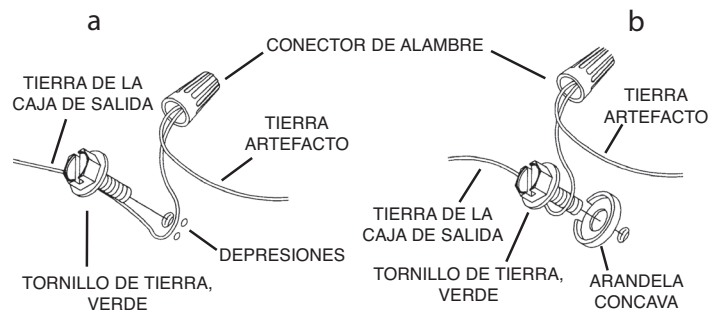 a
b
CONECTOR DE ALAMBRE
TIERRA DE LA
CAJA DE SALIDA
TIERRA
ARTEFACTO
DEPRESIONES
TORNILLO DE TIERRA,
VERDE
TIERRA
ARTEFACTO
TIERRA DE LA
CAJA DE SALIDA
TORNILLO DE TIERRA,
VERDE
ARANDELA
CONCAVA